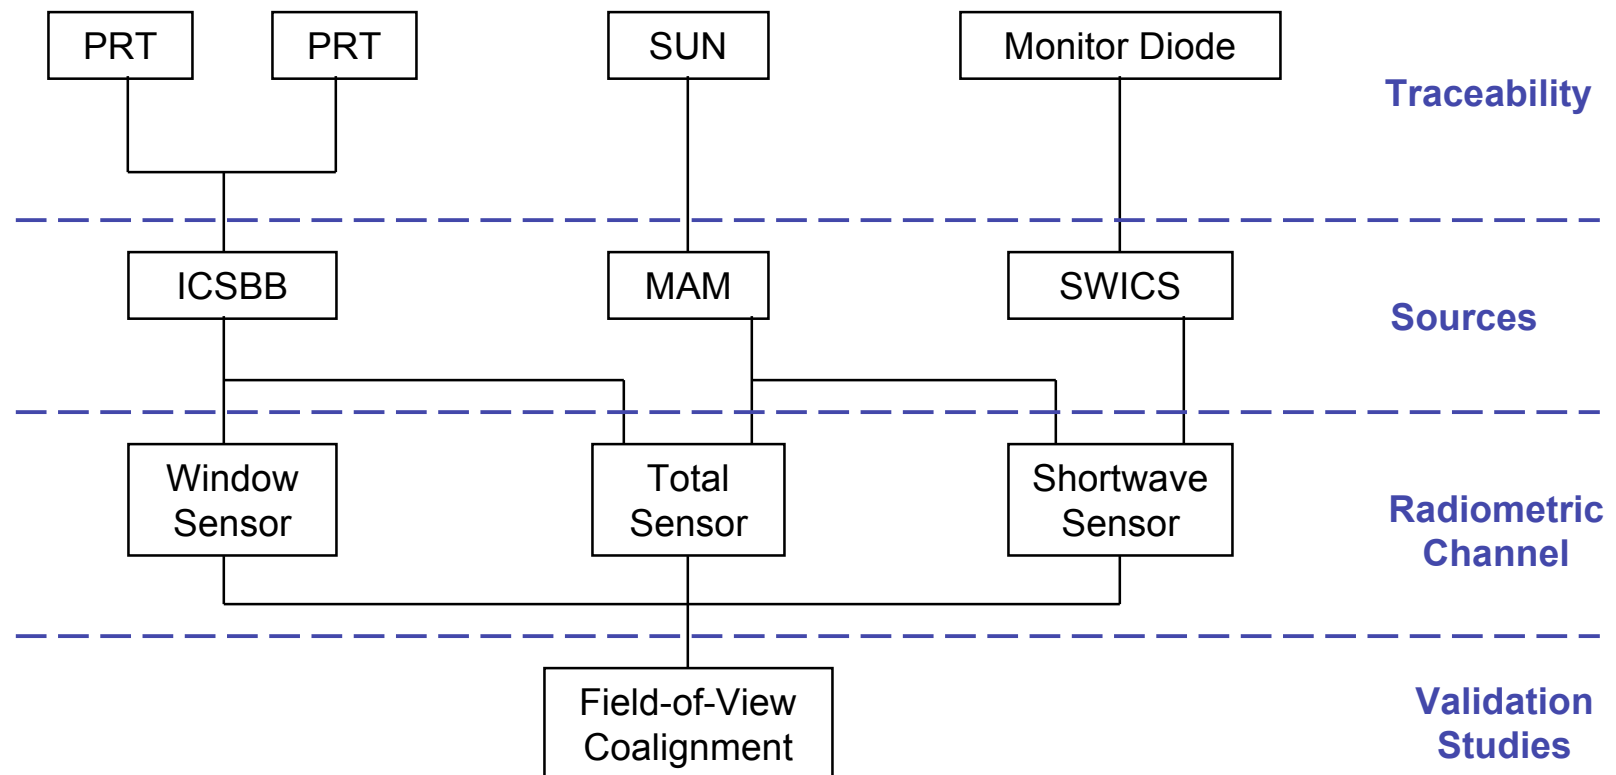 PRT
PRT
SUN
Monitor Diode
Traceability
ICSBB
MAM
SWICS
Sources
Window
Sensor
Total
Sensor
Shortwave
Sensor
Radiometric
Channel
Field-of-View
Coalignment
Validation
Studies